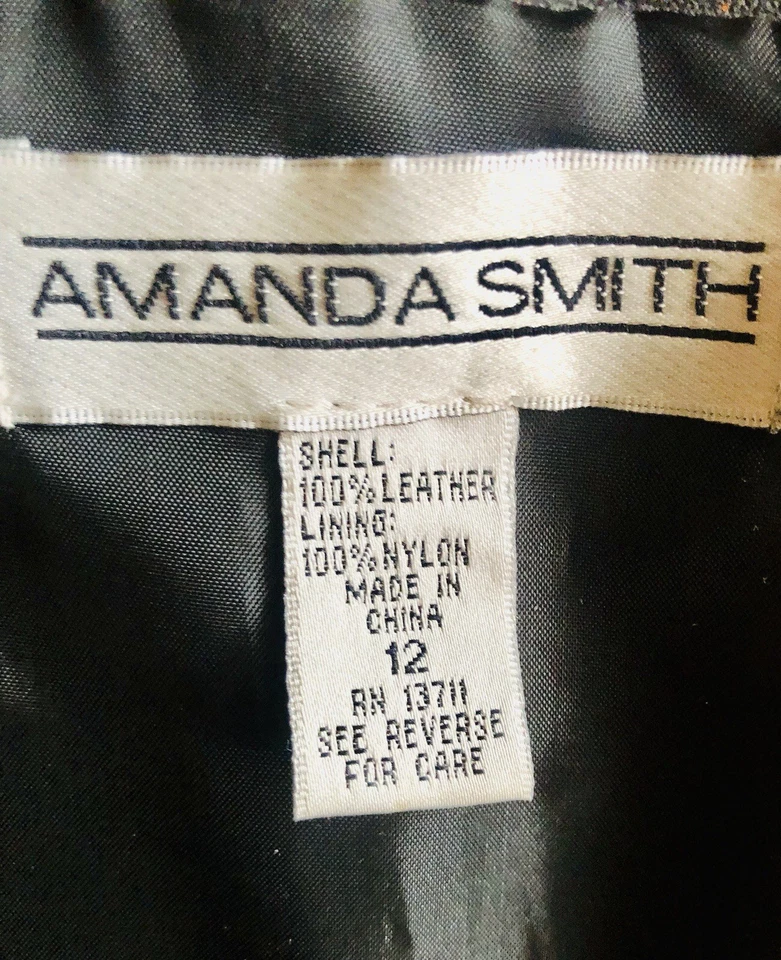 AMANDA SMITH
SHELL:
100% LEATHER
LINING:
100% NYLON
MADE IN
CHINA
12
RN 13711
SEE REVERSE
FOR CARE